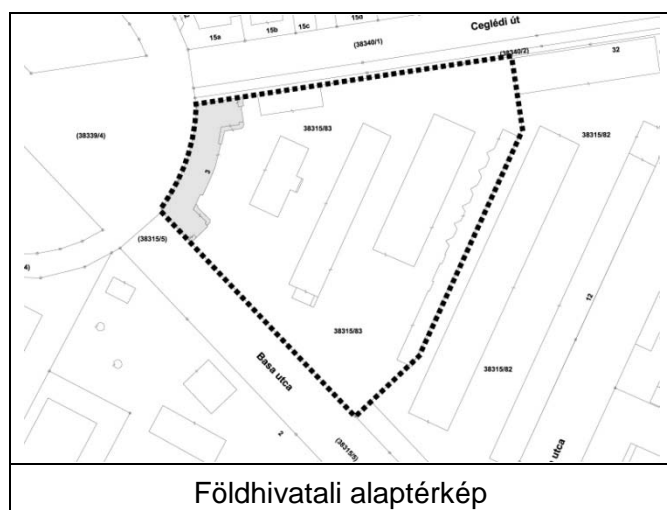 15a
15b
15c
15d
Ceglédi út
(38340/1)
(38340/2)
32
(38339/4)
38315/83
38315/82
3
(38315/5)
4)
12
38315/83
Basa utca
38315/82
2
(38315/5)
utca
Földhivatali alaptérkép